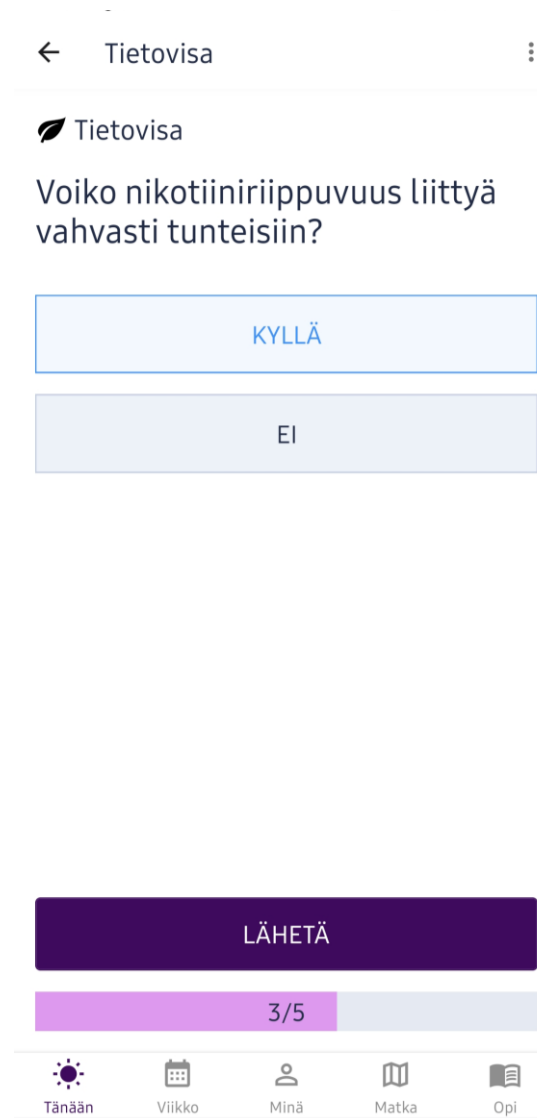 Tietovisa
Tietovisa
Voiko nikotiiniriippuvuus liittyä
vahvasti tunteisiin?
KYLLÄ
EI
LÄHETÄ
3/5
Tänään Viikko Minä Matka Opi